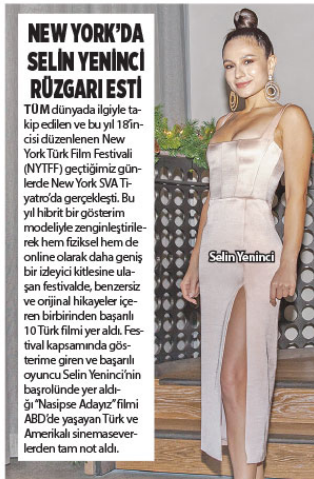 NEW YORK'DA
SELİN YENİNCİ
RÜZGARI ESTİ
TÜM dünyada ilgiyle ta-
kip edilen ve bu yıl 18'in-
cisi düzenlenen New
York Türk Film Festivali
(NYTFF) geçtiğimiz gün-
lerde New York SVA Ti-
yatro'da gerçekleşti. Bu
yıl hibrit bir gösterim
modeliyle zenginleştirile-
rek hem fiziksel hem de
online olarak daha geniş
bir izleyici kitlesine ula-
şan festivalde, benzersiz
ve orijinal hikayeler içe-
ren birbirinden başarılı
10 Türk filmi yer aldı. Fes-
tival kapsamında gös-
terime giren ve başarılı
oyuncu Selin Yeninci'nin
başrolünde yer aldı-
ğı "Nasipse Adayız" filmi
ABD'de yaşayan Türk ve
Amerikalı sinemasever-
lerden tam not aldı.
Selin Yeninci